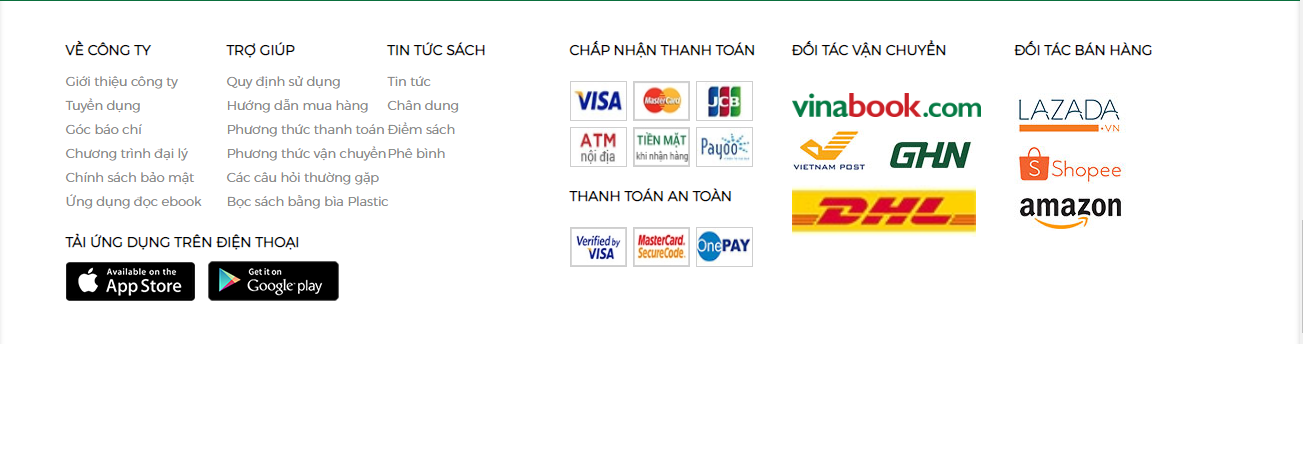 VỀ CÔNG TY
Giới thiệu công ty
Tuyển dụng
Góc báo chí
Chương trình đại lý
Chính sách bảo mật
Ứng dụng đọc ebook
TRỢ GIÚP
Quy định sử dụng
Hướng dẫn mua hàng
Phương thức thanh toán
Phương thức vận chuyển
Các câu hỏi thường gặp
Bọc sách bằng bìa Plastic
TIN TỨC SÁCH
Tin tức
Chân dung
Điểm sách
Phê bình
TẢI ỨNG DỤNG TRÊN ĐIỆN THOẠI
Available on the
App Store
Get it on
Google play
CHẤP NHẬN THANH TOÁN
VISA
MasterCard
JCB
ATM
nội địa
TIỀN MẶT
khi nhận hàng
Payoo
THANH TOÁN AN TOÀN
Verified by
VISA
MasterCard.
SecureCode.
OnePAY
ĐỐI TÁC VẬN CHUYỂN
vinabook.com
VIETNAM POST
GHN
DHL
ĐỐI TÁC BÁN HÀNG
LAZADA
.VN
S Shopee
amazon